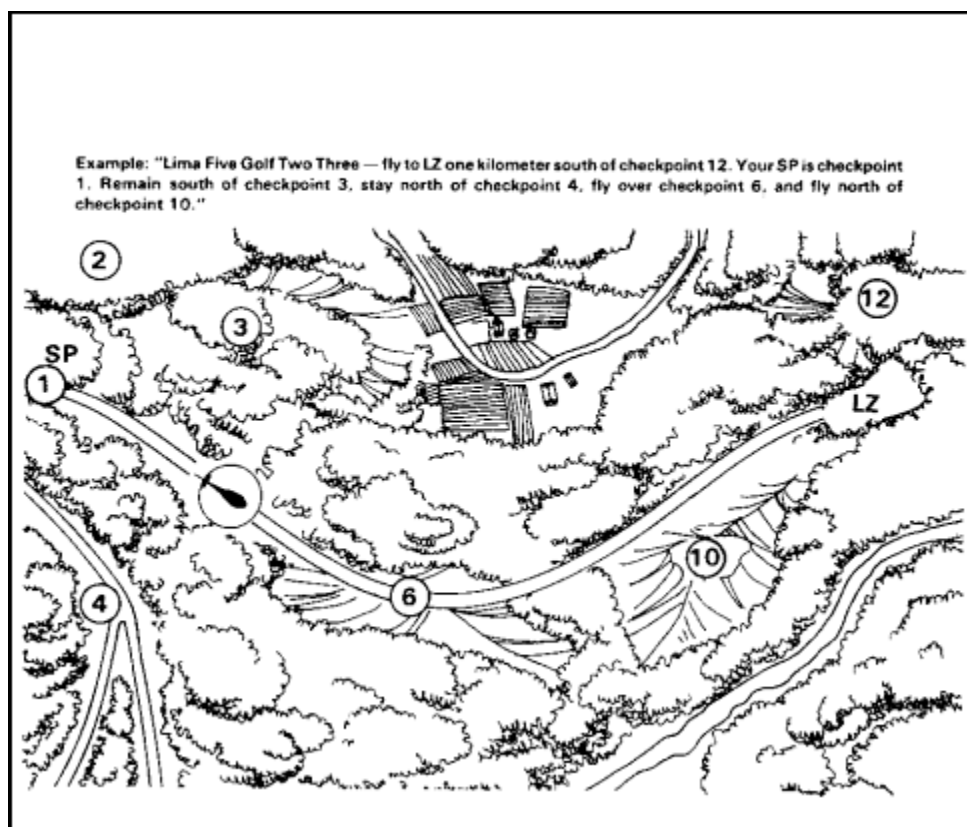 Example: "Lima Five Golf Two Three — fly to LZ one kilometer south of checkpoint 12. Your SP is checkpoint
1. Remain south of checkpoint 3, stay north of checkpoint 4, fly over checkpoint 6, and fly north of
checkpoint 10."
2
12
3
SP
1
LZ
10
6
4